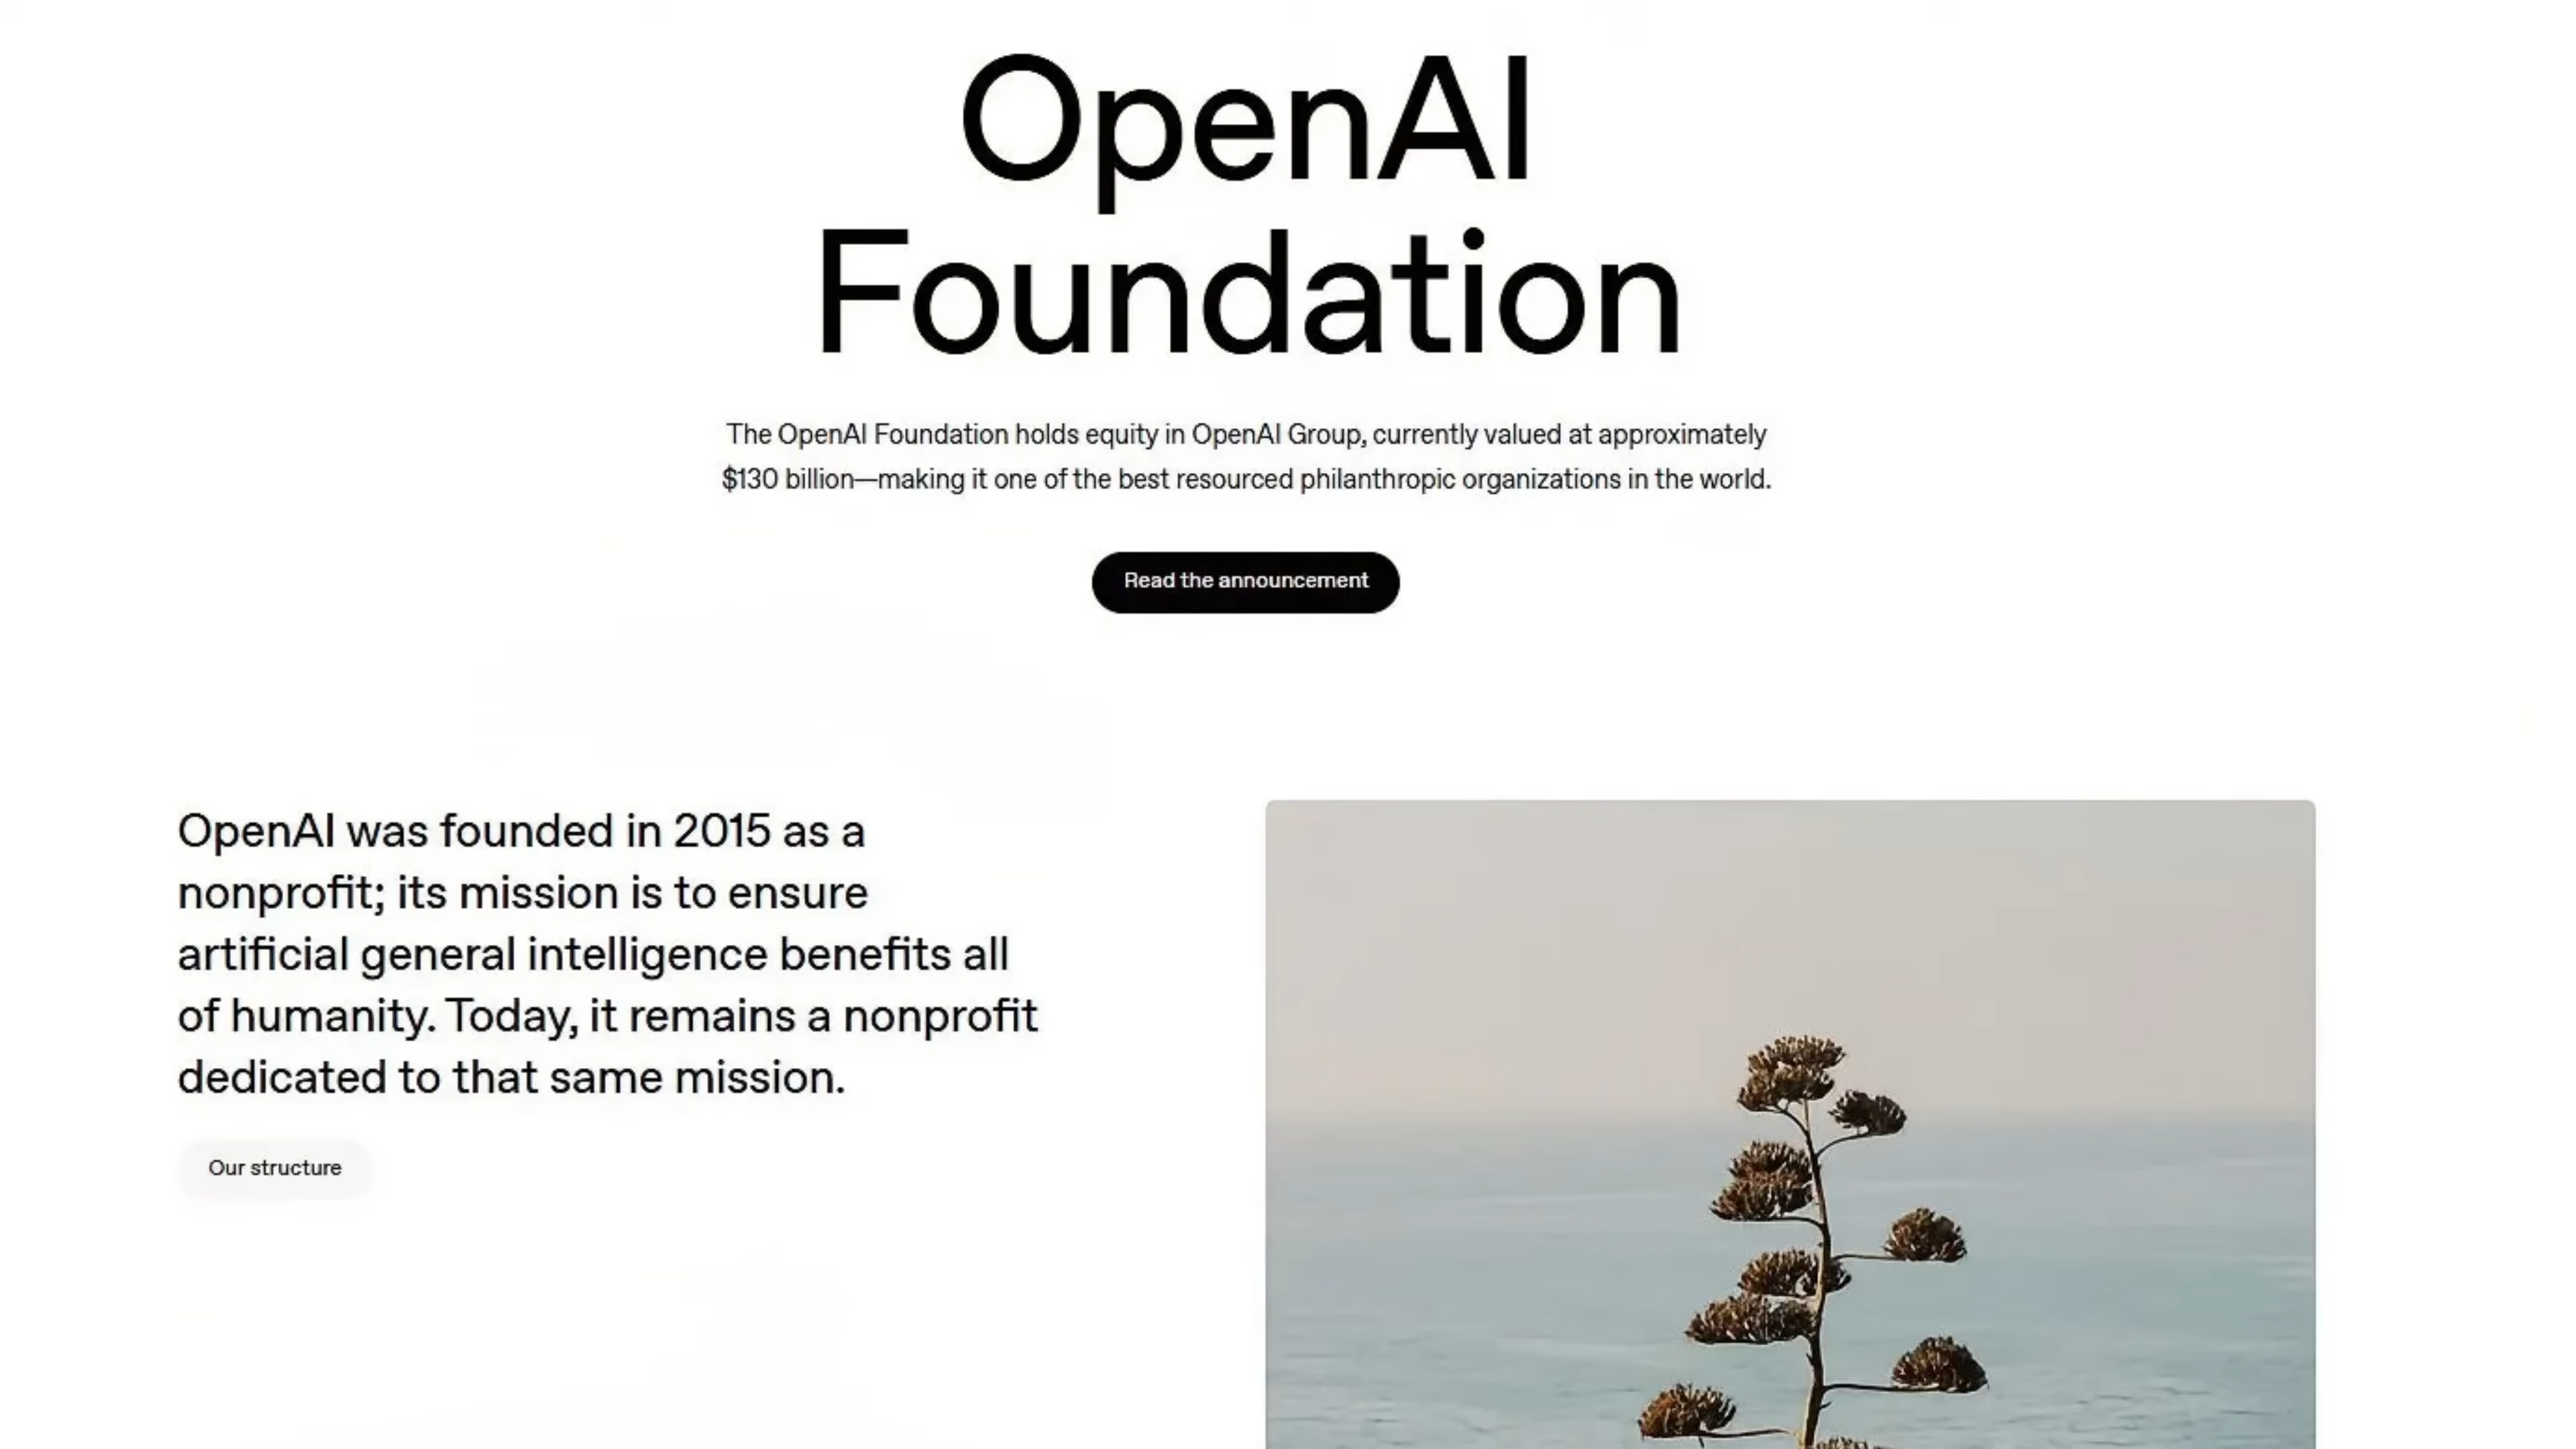 OpenAI
Foundation
The OpenAI Foundation holds equity in OpenAI Group, currently valued at approximately
$130 billion—making it one of the best resourced philanthropic organizations in the world.
Read the announcement
OpenAI was founded in 2015 as a
nonprofit; its mission is to ensure
artificial general intelligence benefits all
of humanity. Today, it remains a nonprofit
dedicated to that same mission.
Our structure